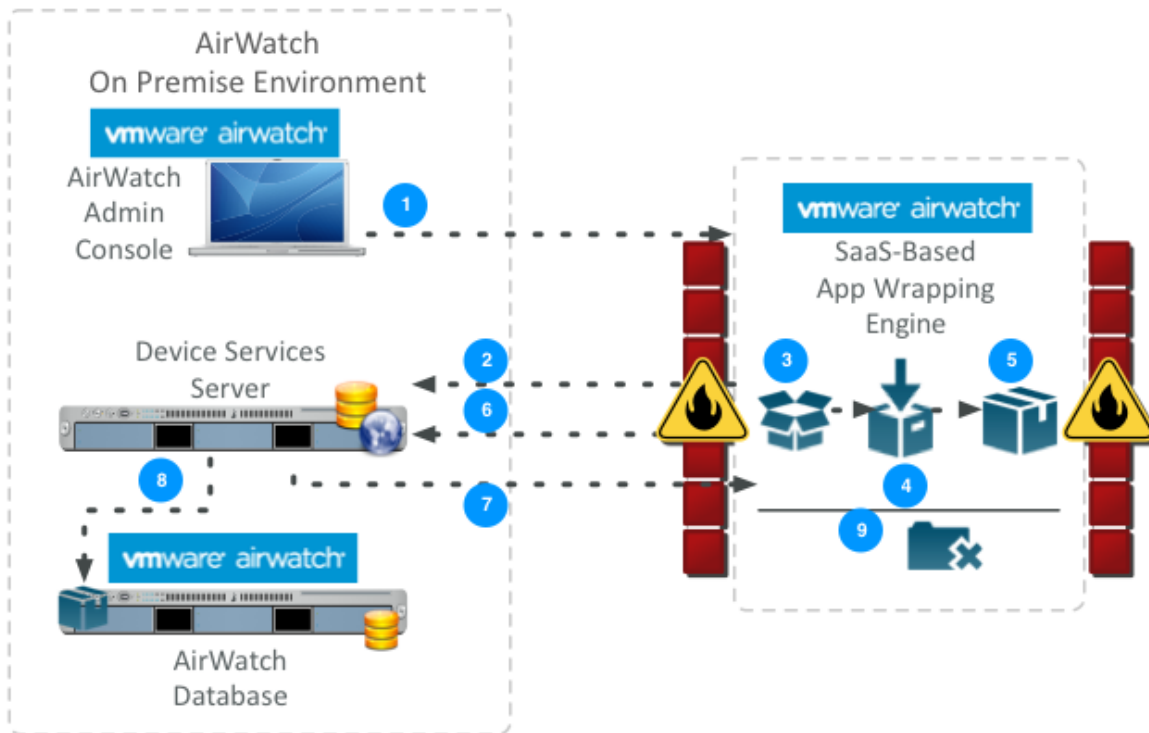 AirWatch
On Premise Environment
vmware airwatch
AirWatch
Admin
Console
1
vmware airwatch
SaaS-Based
App Wrapping
Engine
Device Services
Server
2
3
5
6
8
7
4
9
vmware airwatch
AirWatch
Database